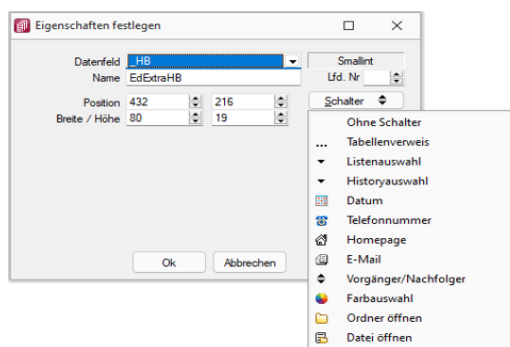 Eigenschaften festlegen
Datenfeld _HB Smallint
Name EdExtraHB Lfd. Nr
Position 432 216 Schalter
Breite / Höhe 80 19
Ohne Schalter
... Tabellenverweis
Listenauswahl
Historyauswahl
Datum
Telefonnummer
Homepage
E-Mail
Vorgänger/Nachfolger
Farbauswahl
Ordner öffnen
Datei öffnen
Ok Abbrechen